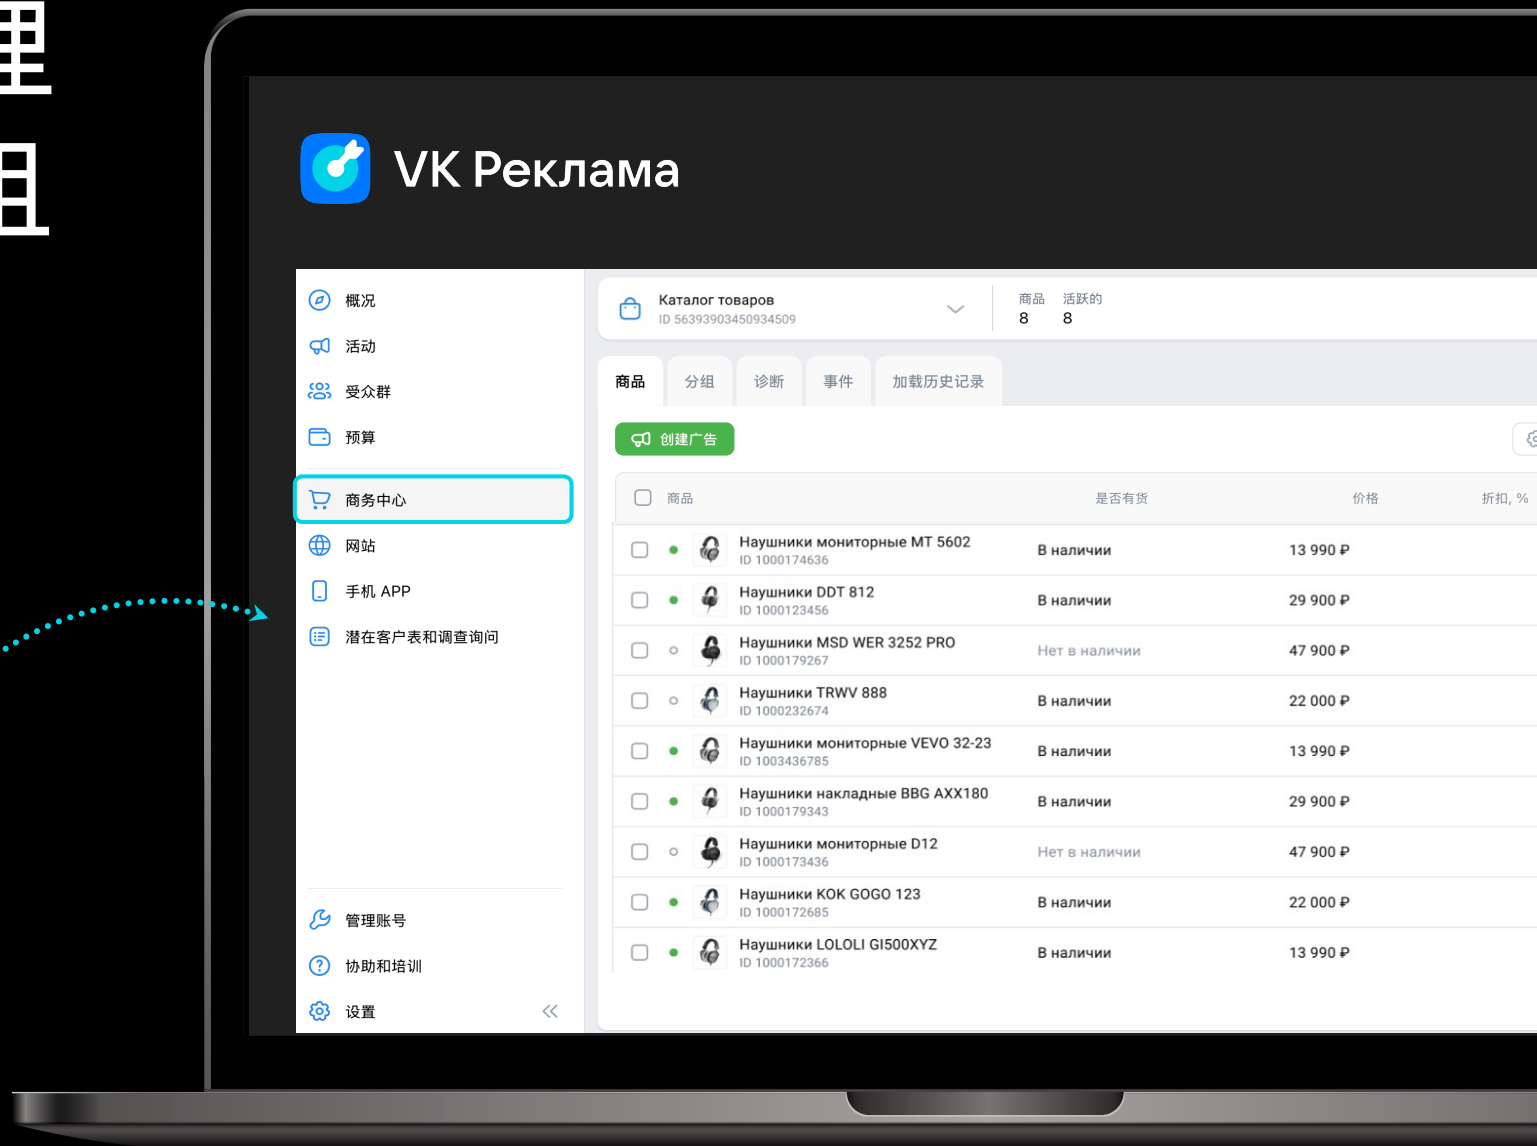 理
组
VK Реклама
概况
活动
受众群
预算
商务中心
网站
手机 APP
潜在客户表和调查询问
管理账号
协助和培训
设置
Каталог товаров
ID 56393903450934509
商品 活跃的
8 8
商品 分组 诊断 事件 加载历史记录
创建广告
商品 是否有货 价格 折扣, %
Наушники мониторные MT 5602
ID 1000174636
В наличии 13 990 ₽
Наушники DDT 812
ID 1000123456
В наличии 29 900 ₽
Наушники MSD WER 3252 PRO
ID 1000179267
Нет в наличии 47 900 ₽
Наушники TRWV 888
ID 1000232674
В наличии 22 000 ₽
Наушники мониторные VEVO 32-23
ID 1003436785
В наличии 13 990 ₽
Наушники накладные BBG AXX180
ID 1000179343
В наличии 29 900 ₽
Наушники мониторные D12
ID 1000173436
Нет в наличии 47 900 ₽
Наушники KOK GOGO 123
ID 1000172685
В наличии 22 000 ₽
Наушники LOLOLI GI500XYZ
ID 1000172366
В наличии 13 990 ₽